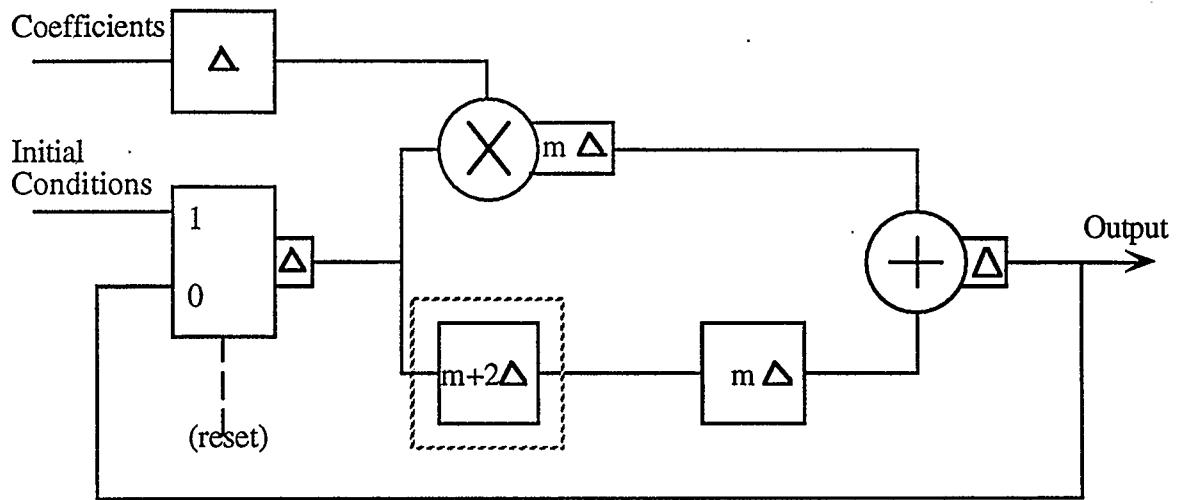 Coefficients
Δ
Initial
Conditions
m Δ
1
Output
Δ
Δ
0
m+2Δ
m Δ
(reset)